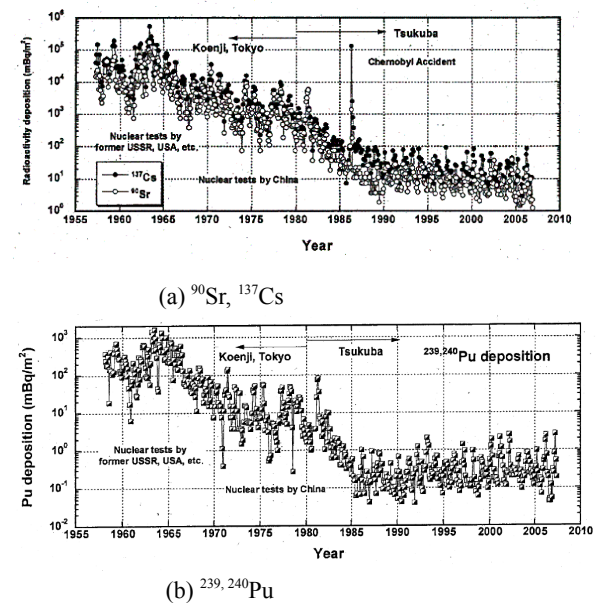 10⁶
10⁵
10⁴
10³
10²
10¹
10⁰
Radioactivity deposition (mBq/m²)
Koenji, Tokyo
Tsukuba
Chernobyl Accident
Nuclear tests by
former USSR, USA, etc.
¹³⁷Cs
⁹⁰Sr
Nuclear tests by China
1955 1960 1965 1970 1975 1980 1985 1990 1995 2000 2005 2010
Year
(a) ⁹⁰Sr, ¹³⁷Cs
10³
10²
10¹
10⁰
10⁻¹
10⁻²
Pu deposition (mBq/m²)
Koenji, Tokyo
Tsukuba
²³⁹,²⁴⁰Pu deposition
Nuclear tests by
former USSR, USA, etc.
Nuclear tests by China
1955 1960 1965 1970 1975 1980 1985 1990 1995 2000 2005 2010
Year
(b) ²³⁹, ²⁴⁰Pu